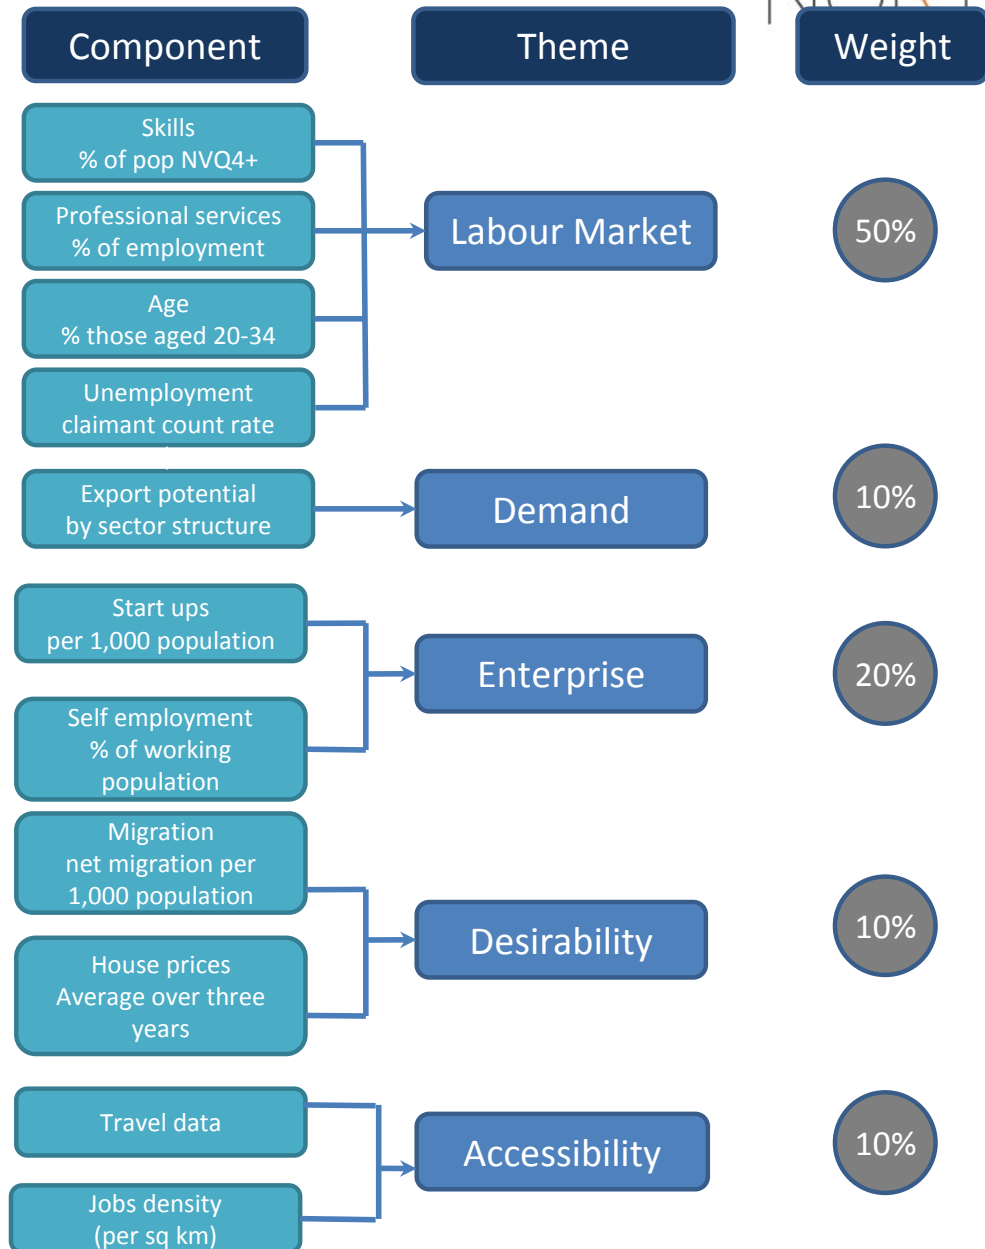 Component
Theme
Weight
Skills
% of pop NVQ4+
Professional services
% of employment
Labour Market
50%
Age
% those aged 20-34
Unemployment
claimant count rate
Export potential
by sector structure
Demand
10%
Start ups
per 1,000 population
Enterprise
20%
Self employment
% of working
population
Migration
net migration per
1,000 population
Desirability
10%
House prices
Average over three
years
Travel data
Accessibility
10%
Jobs density
(per sq km)